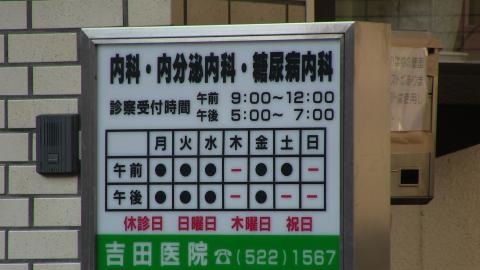 内科・内分泌内科・糖尿病内科
診察受付時間 午前 9:00~12:00
午後 5:00~ 7:00
月 火 水 木 金 土 日
午前 ● ● ● － ● ● －
午後 ● ● ● － ● － －
休診日 日曜日 木曜日 祝日
吉田医院☎(522)1567